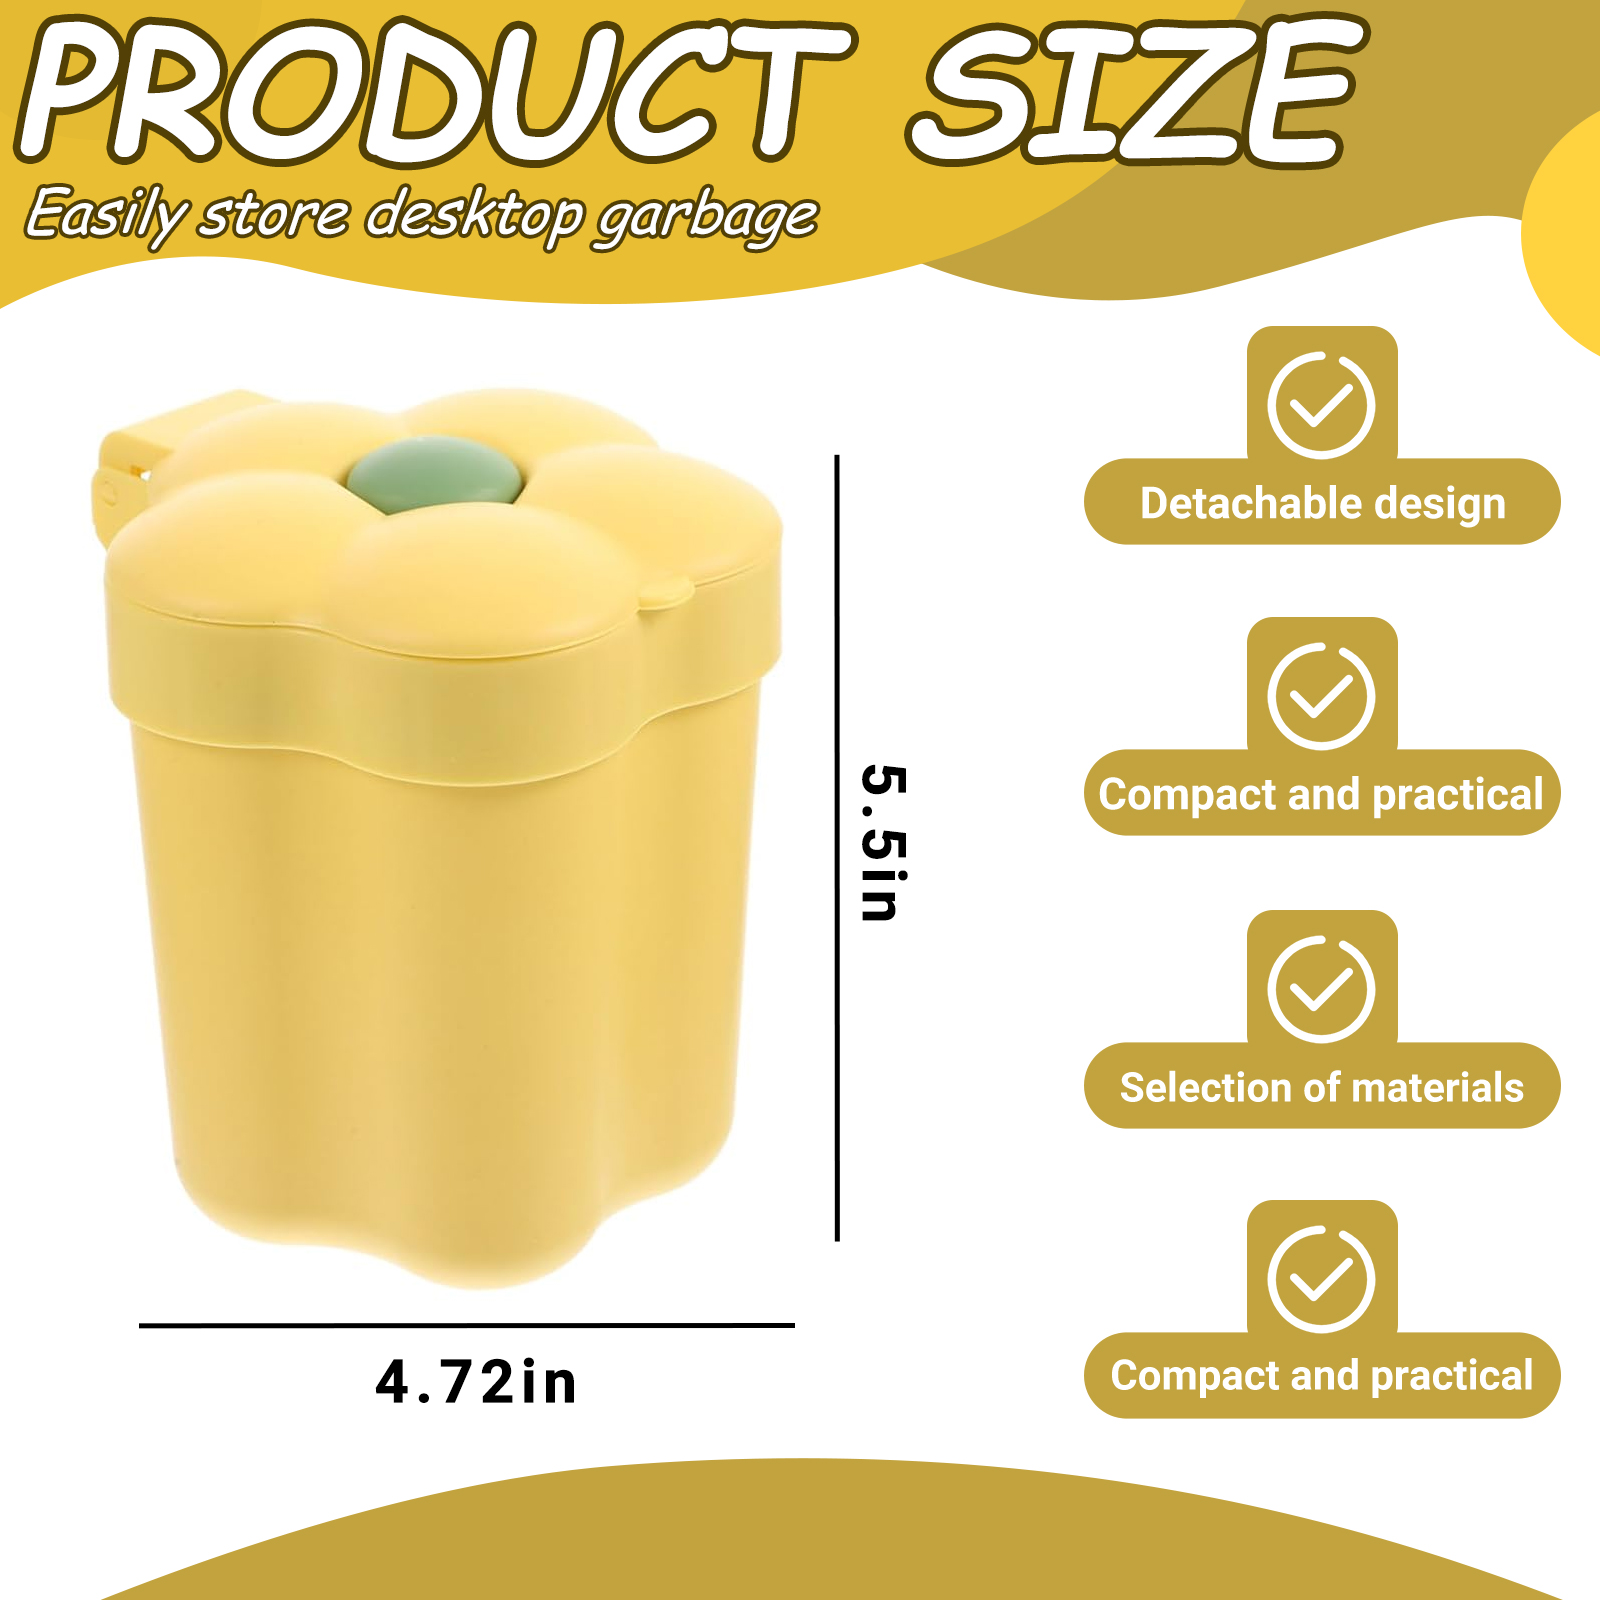 PRODUCT SIZE
Easily store desktop garbage
Detachable design
5.5in
Compact and practical
Selection of materials
4.72in
Compact and practical